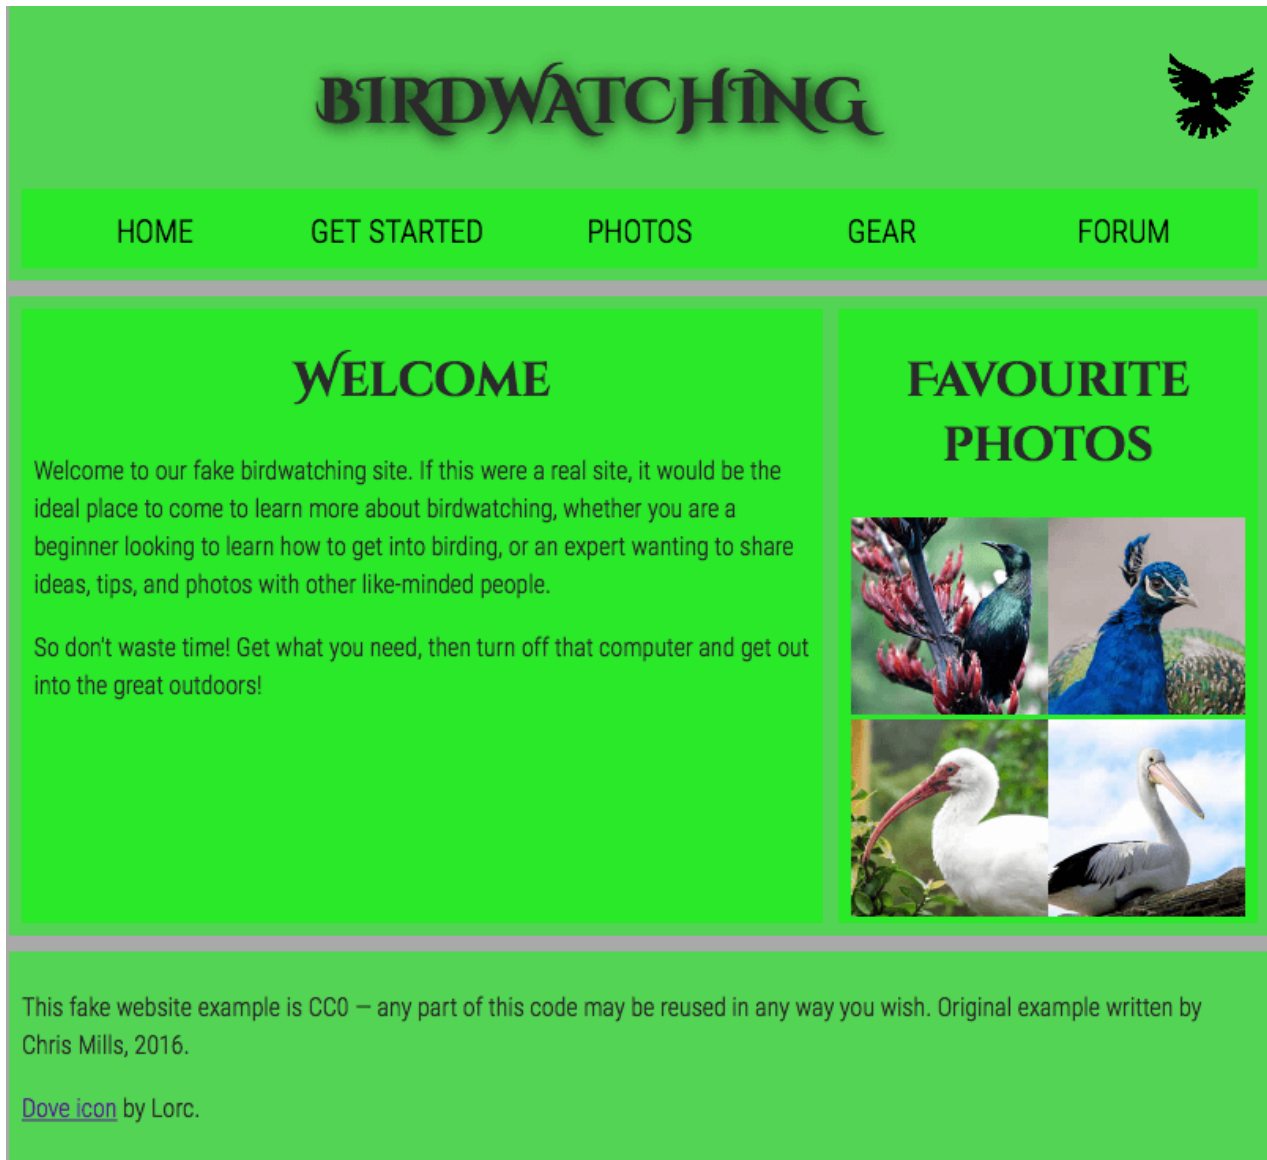 BIRDWATCHING
HOME GET STARTED PHOTOS GEAR FORUM
WELCOME
Welcome to our fake birdwatching site. If this were a real site, it would be the
ideal place to come to learn more about birdwatching, whether you are a
beginner looking to learn how to get into birding, or an expert wanting to share
ideas, tips, and photos with other like-minded people.
So don't waste time! Get what you need, then turn off that computer and get out
into the great outdoors!
FAVOURITE
PHOTOS
This fake website example is CC0 — any part of this code may be reused in any way you wish. Original example written by
Chris Mills, 2016.
Dove icon by Lorc.